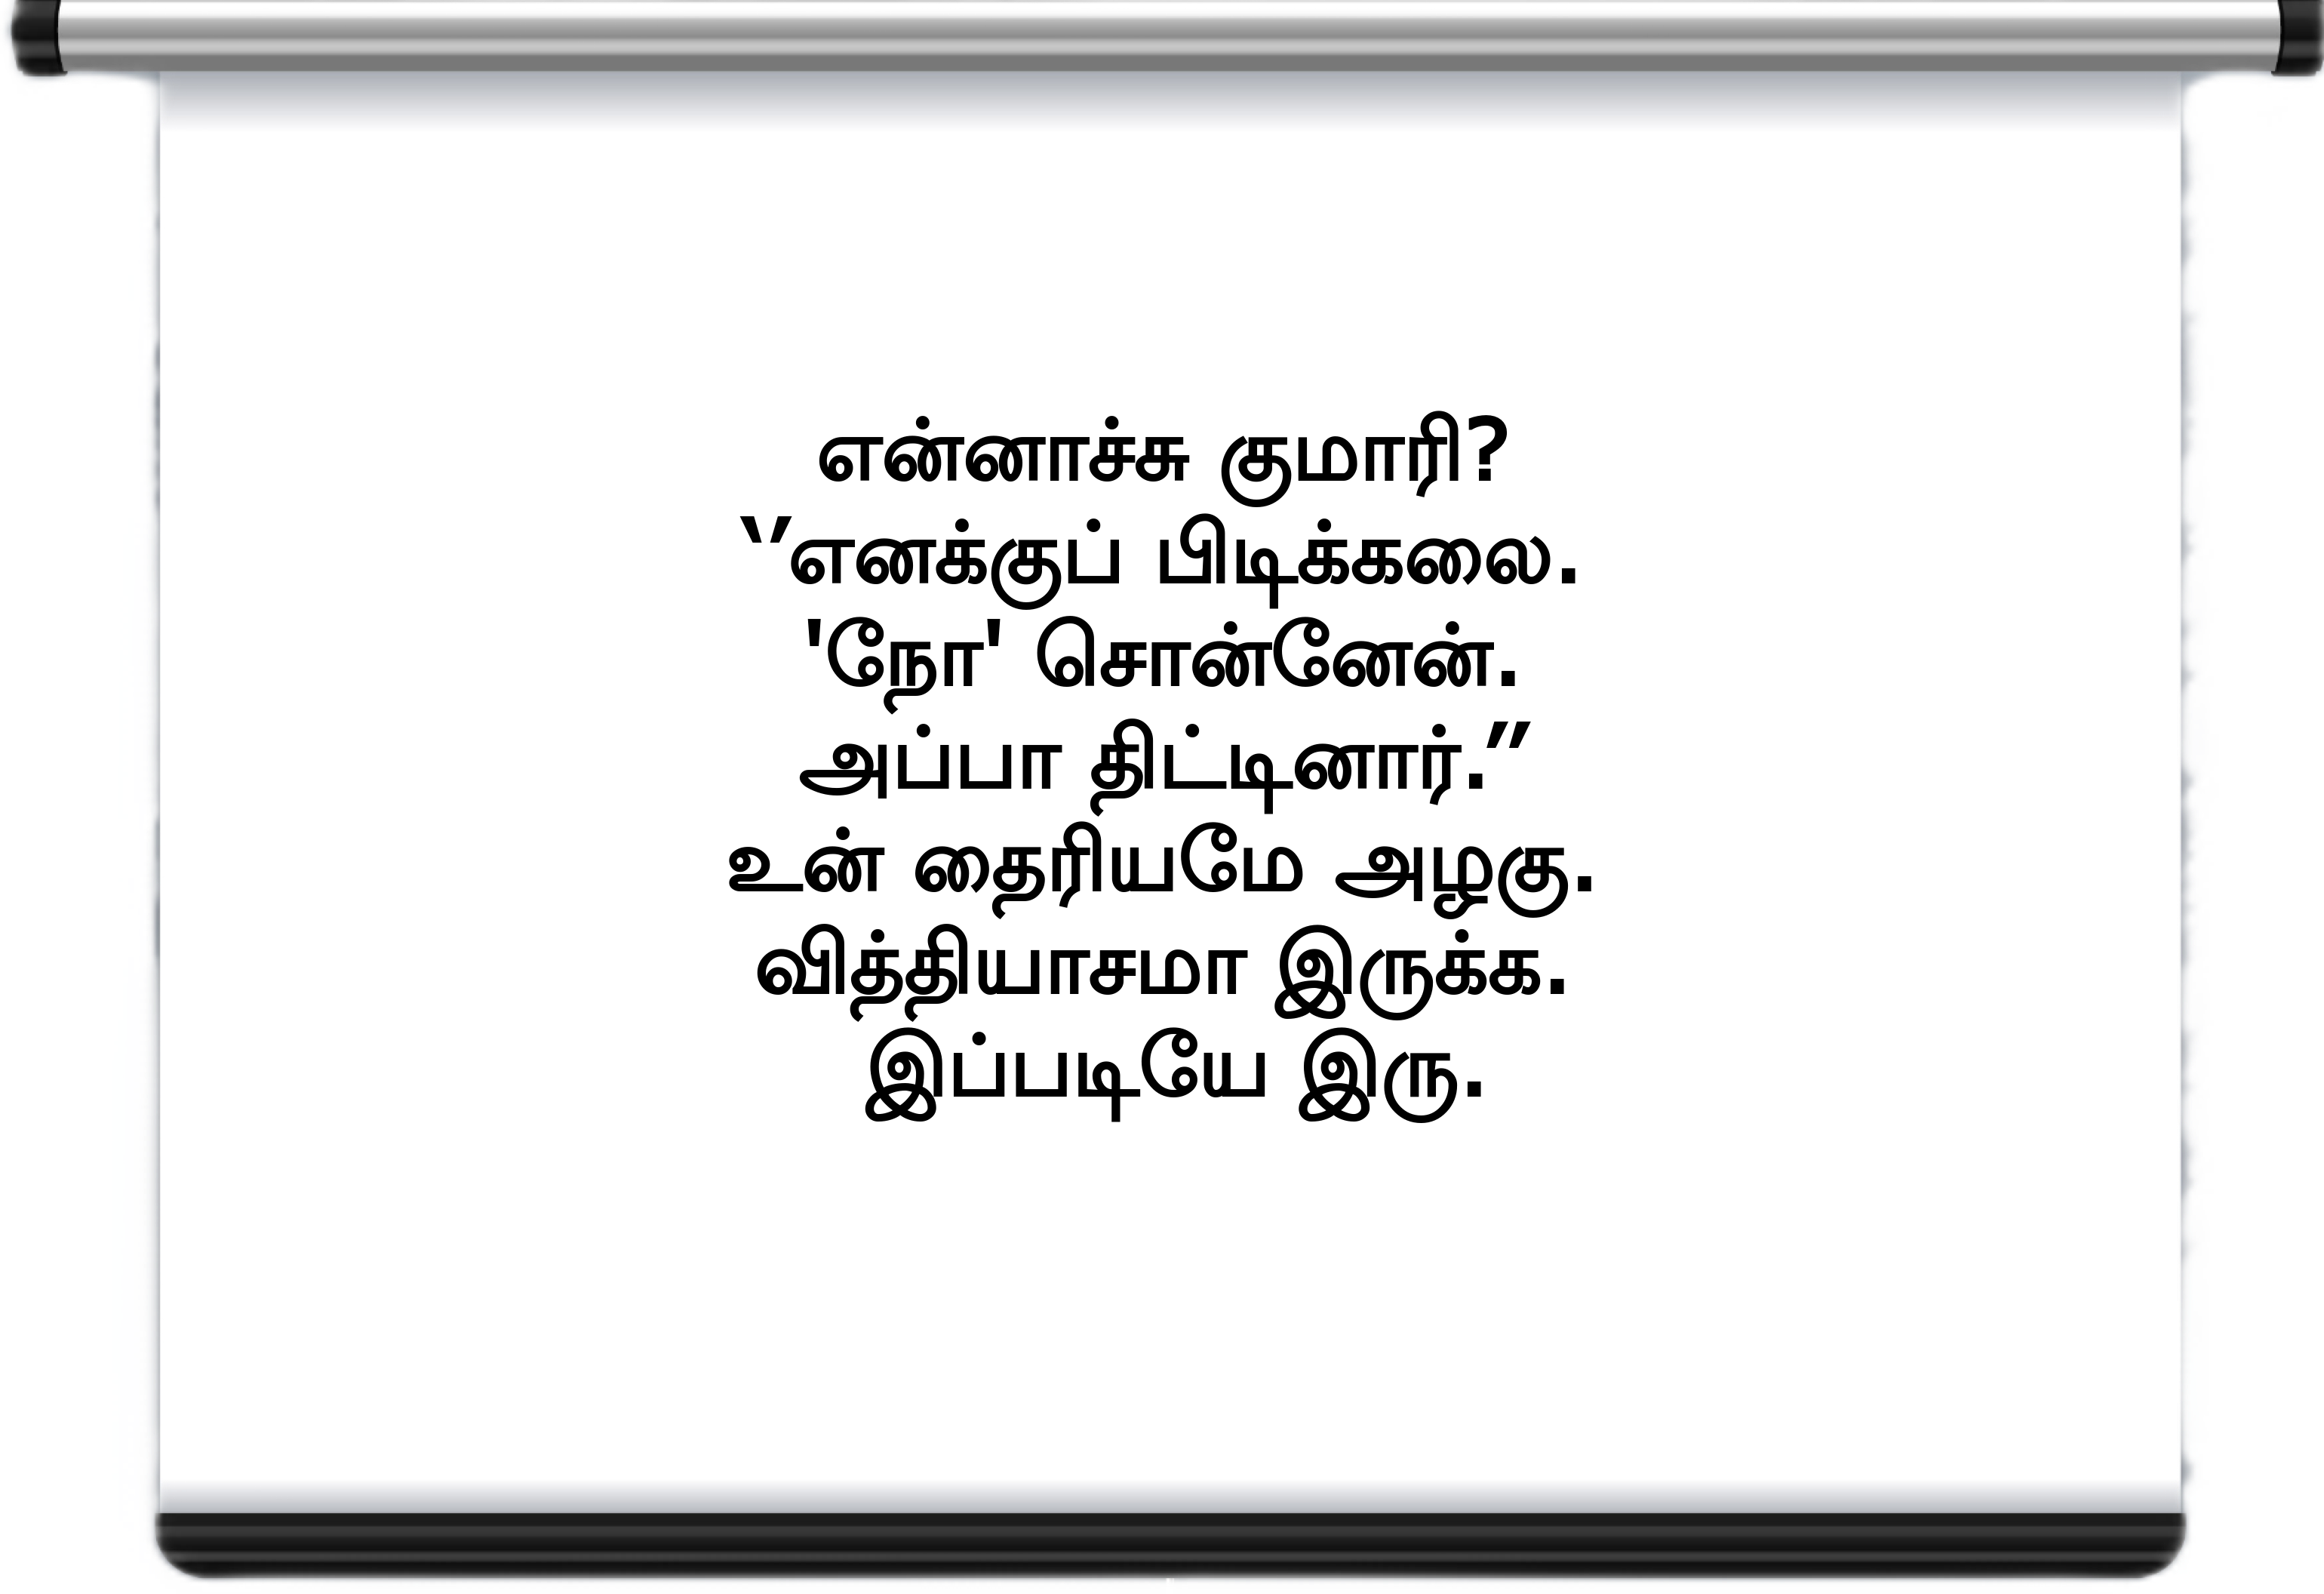 என்னாச்சு குமாரி?
‘’எனக்குப் பிடிக்கலை.
'நோ' சொன்னேன்.
அப்பா திட்டினார்.”
உன் தைரியமே அழகு.
வித்தியாசமா இருக்க.
இப்படியே இரு.